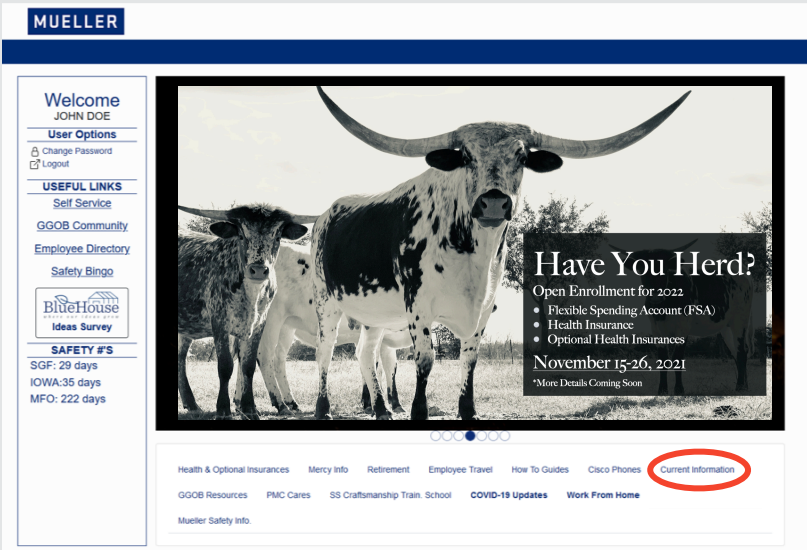 MUELLER
Welcome
JOHN DOE
User Options
Change Password
Logout
USEFUL LINKS
Self Service
GGOB Community
Employee Directory
Safety Bingo
BlueHouse
where our ideas grow
Ideas Survey
SAFETY #'S
SGF: 29 days
IOWA:35 days
MFO: 222 days
Have You Herd?
Open Enrollment for 2022
Flexible Spending Account (FSA)
Health Insurance
Optional Health Insurances
November 15-26, 2021
*More Details Coming Soon
Health & Optional Insurances Mercy Info Retirement Employee Travel How To Guides Cisco Phones Current Information
GGOB Resources PMC Cares SS Craftsmanship Train. School COVID-19 Updates Work From Home
Mueller Safety Info.